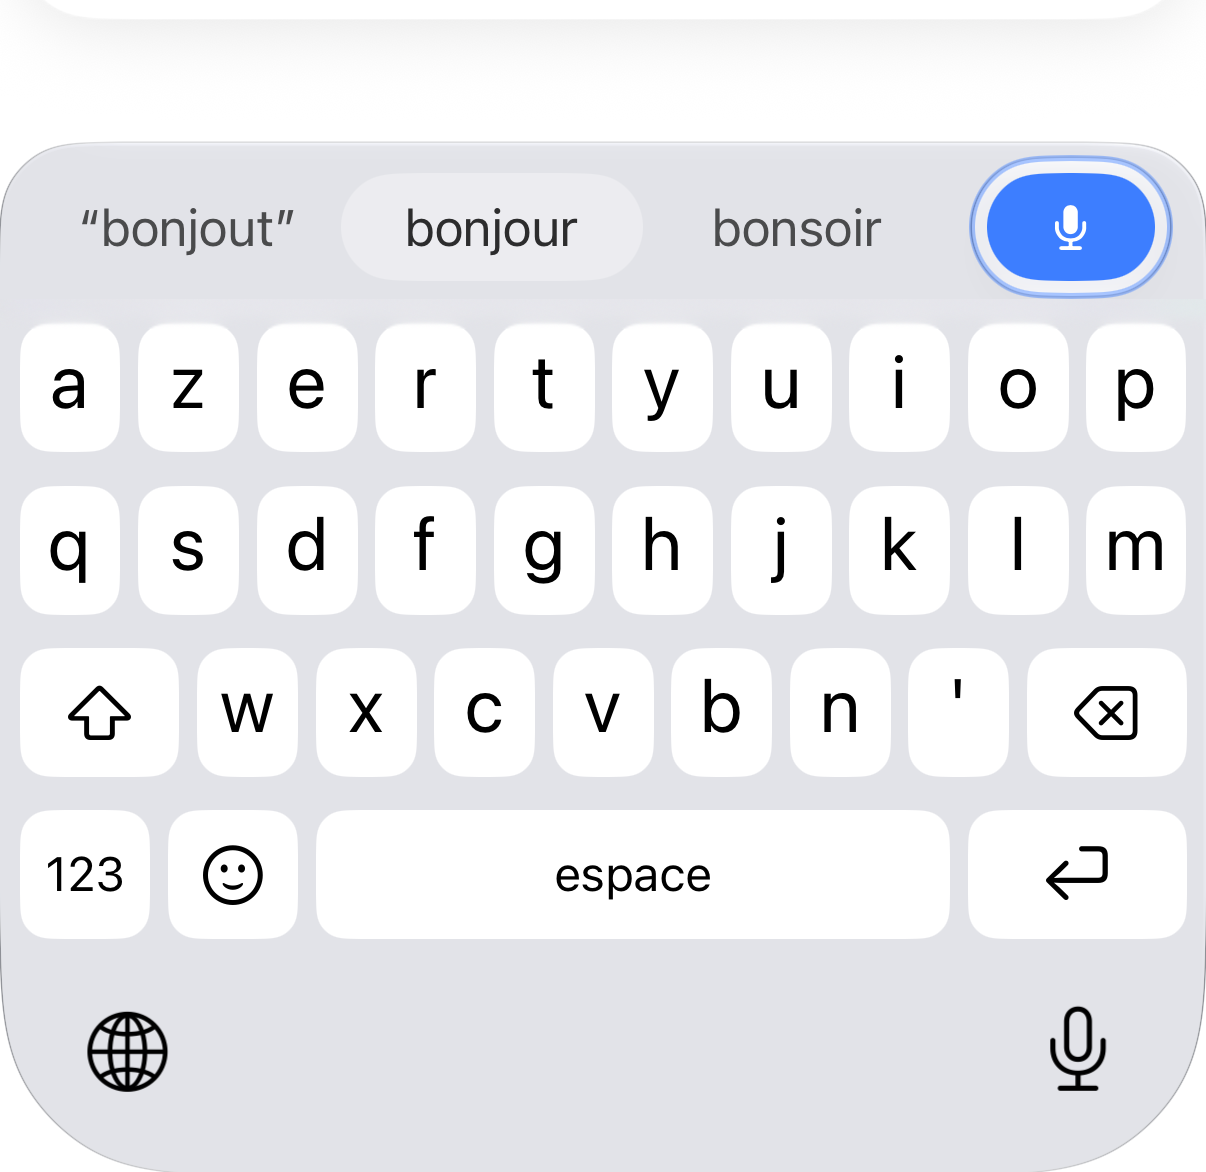 “bonjout” bonjour bonsoir
a z e r t y u i o p
q s d f g h j k l m
w x c v b n '
123 espace